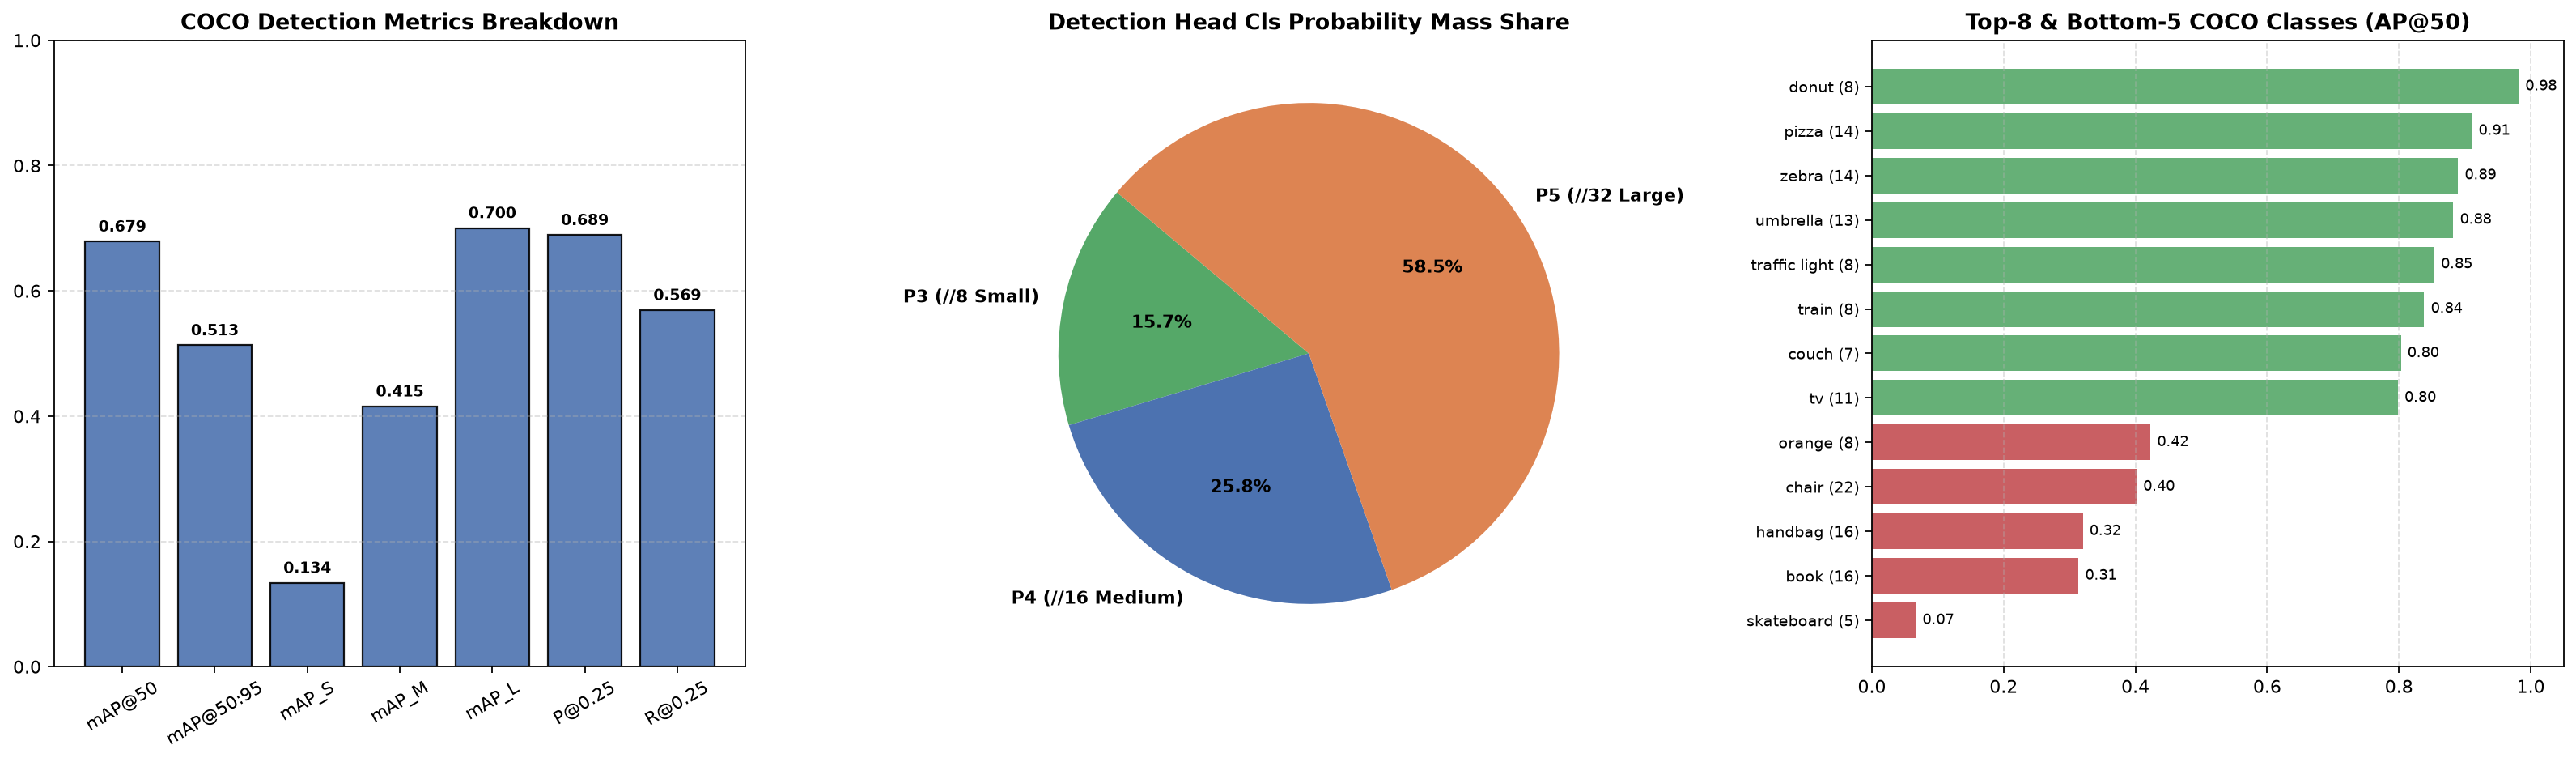 COCO Detection Metrics Breakdown
1.0
0.8
0.6
0.4
0.2
0.0
0.679
0.513
0.134
0.415
0.700
0.689
0.569
mAP@50
mAP@50:95
mAP_S
mAP_M
mAP_L
P@0.25
R@0.25
Detection Head Cls Probability Mass Share
P5 (//32 Large)
58.5%
P3 (//8 Small)
15.7%
25.8%
P4 (//16 Medium)
Top-8 & Bottom-5 COCO Classes (AP@50)
donut (8) 0.98
pizza (14) 0.91
zebra (14) 0.89
umbrella (13) 0.88
traffic light (8) 0.85
train (8) 0.84
couch (7) 0.80
tv (11) 0.80
orange (8) 0.42
chair (22) 0.40
handbag (16) 0.32
book (16) 0.31
skateboard (5) 0.07
0.0 0.2 0.4 0.6 0.8 1.0